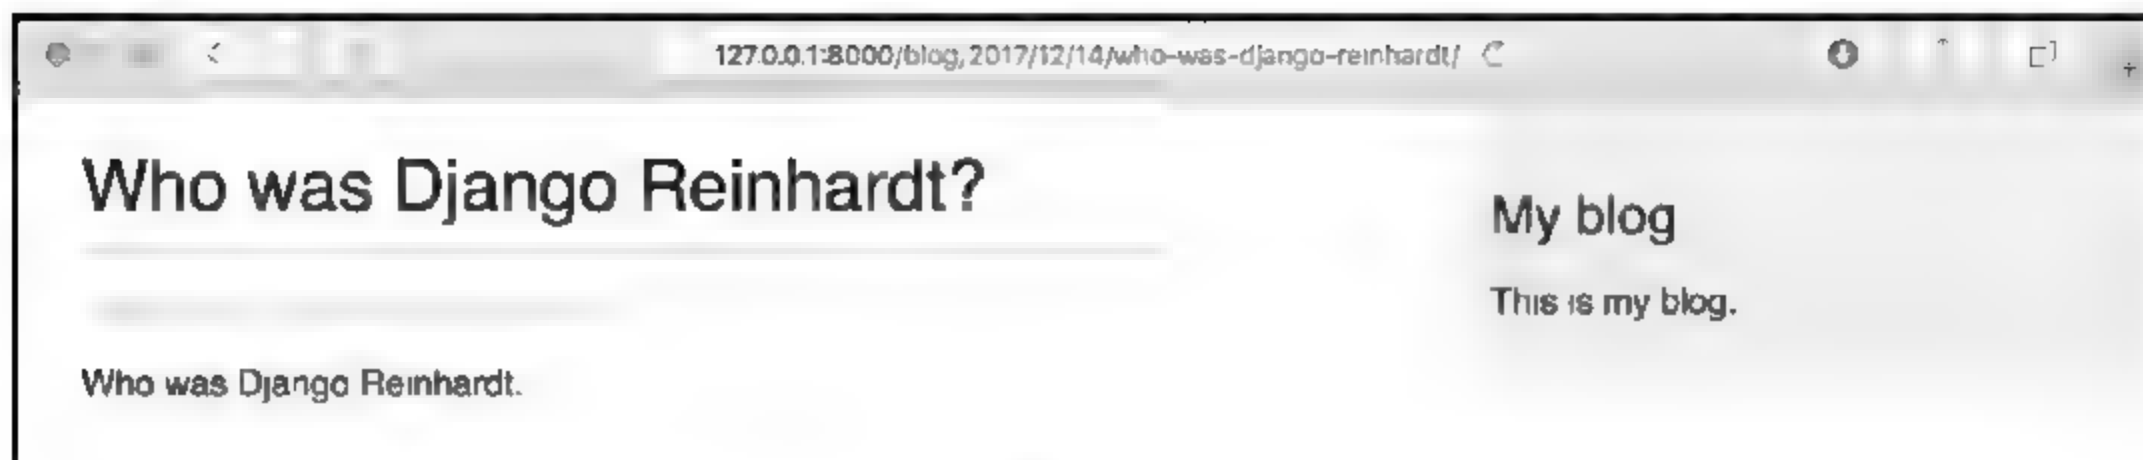 127.0.0.1:8000/blog/2017/12/14/who-was-django-reinhardt/
Who was Django Reinhardt?
Who was Django Reinhardt.
My blog
This is my blog.